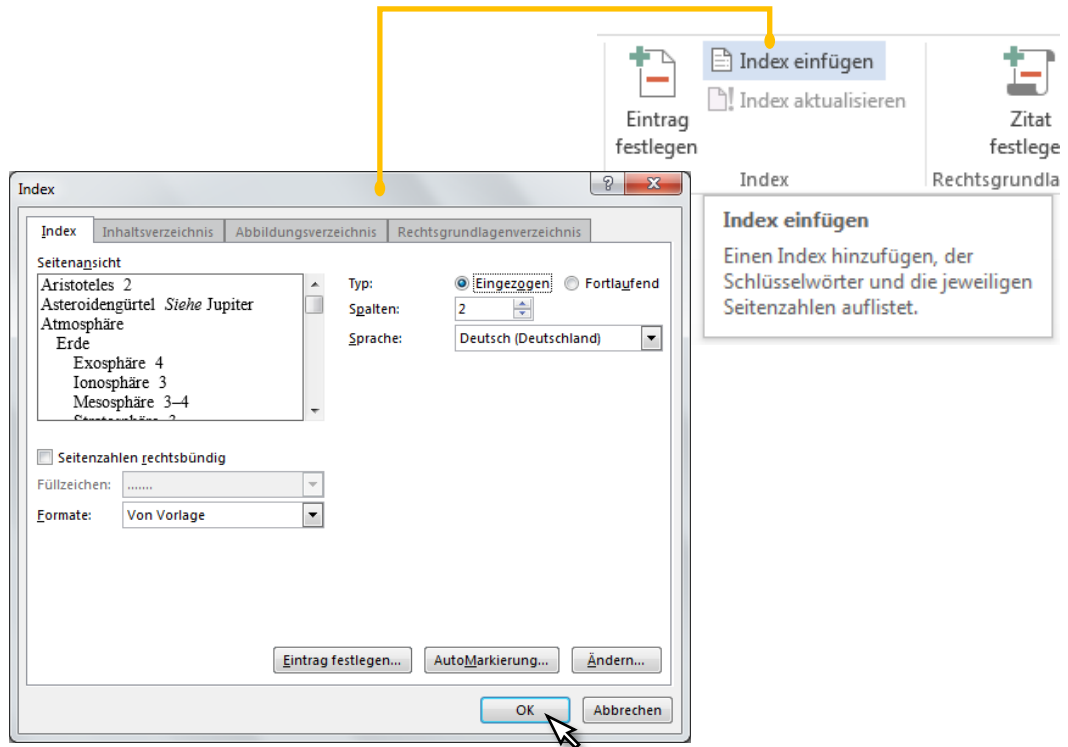 Index einfügen
Index aktualisieren
Eintrag
festlegen
Zitat
festlege
Index
Rechtsgrundla
Index einfügen
Einen Index hinzufügen, der
Schlüsselwörter und die jeweiligen
Seitenzahlen auflistet.
Index
Index Inhaltsverzeichnis Abbildungsverzeichnis Rechtsgrundlagenverzeichnis
Seitenansicht
Aristoteles 2
Asteroidengürtel Siehe Jupiter
Atmosphäre
Erde
Exosphäre 4
Ionosphäre 3
Mesosphäre 3–4
Typ: Eingezogen Fortlaufend
Spalten: 2
Sprache: Deutsch (Deutschland)
Seitenzahlen rechtsbündig
Füllzeichen: .......
Formate: Von Vorlage
Eintrag festlegen... AutoMarkierung... Ändern...
OK Abbrechen